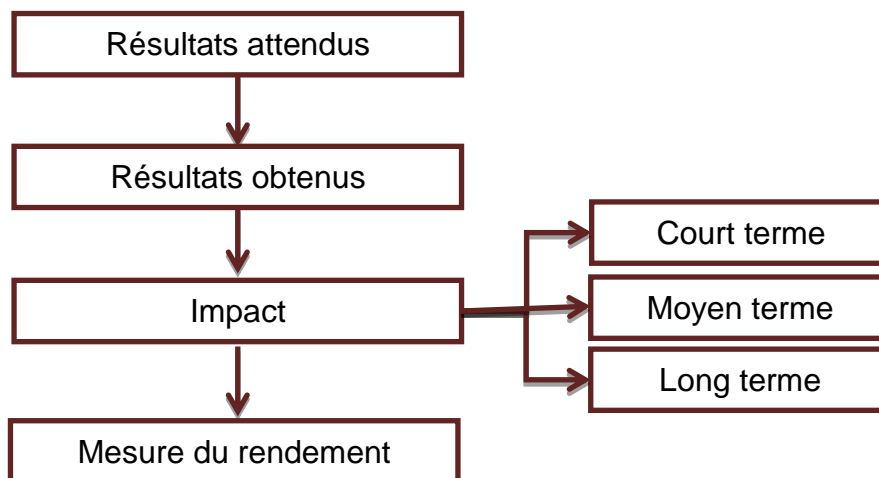 Résultats attendus
Résultats obtenus
Court terme
Impact
Moyen terme
Long terme
Mesure du rendement